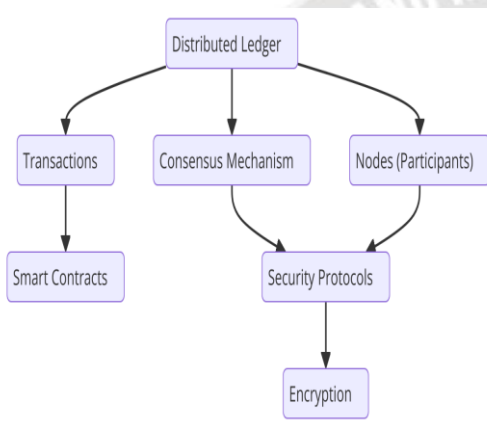 Distributed Ledger
Transactions
Consensus Mechanism
Nodes (Participants)
Smart Contracts
Security Protocols
Encryption